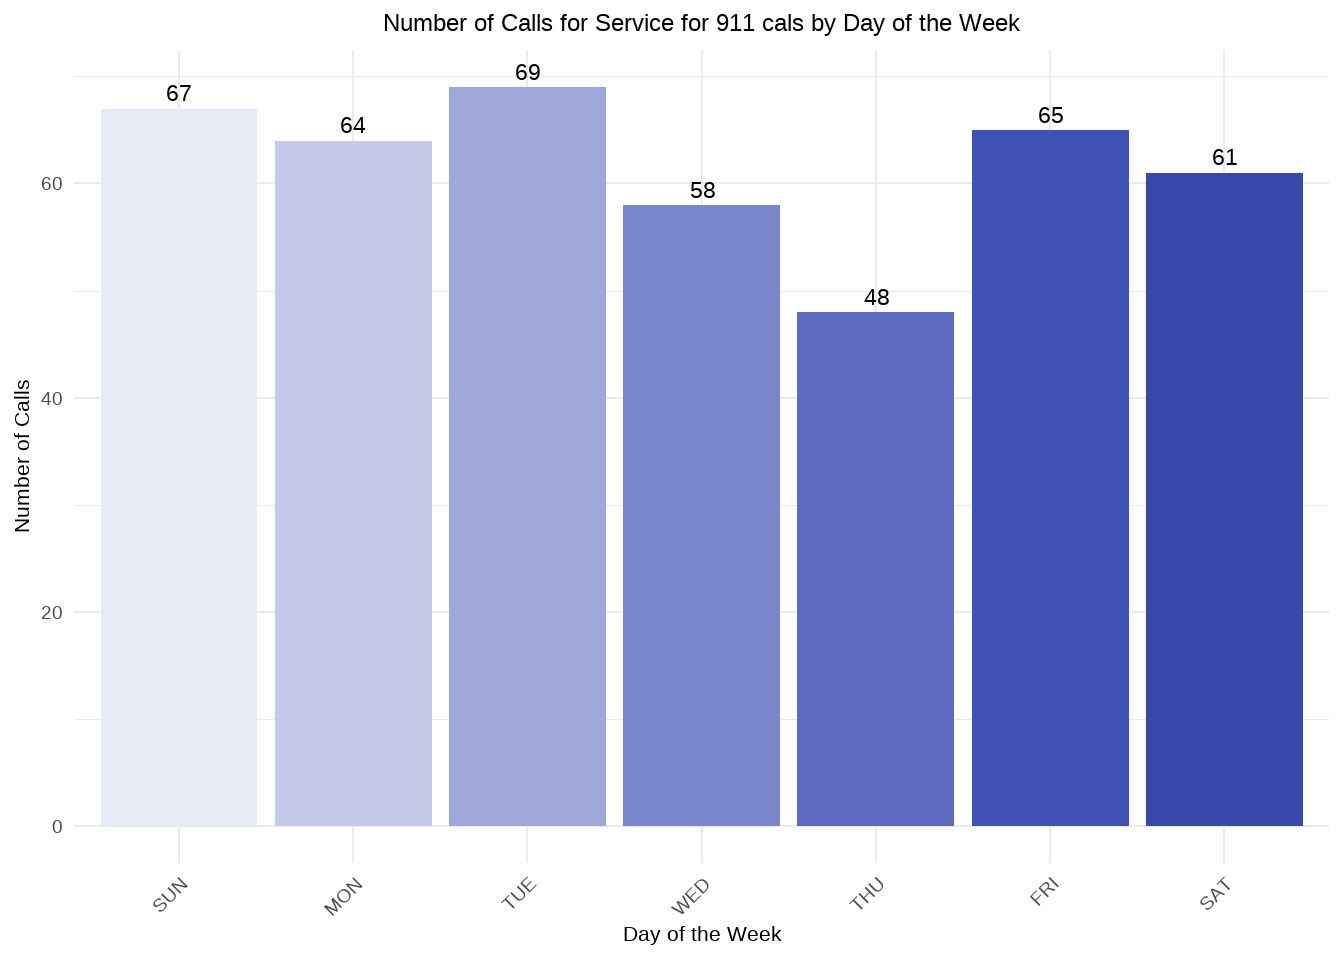 Number of Calls for Service for 911 cals by Day of the Week
69
67
64
65
61
58
48
60
40
20
0
Number of Calls
SUN
MON
TUE
WED
THU
FRI
SAT
Day of the Week